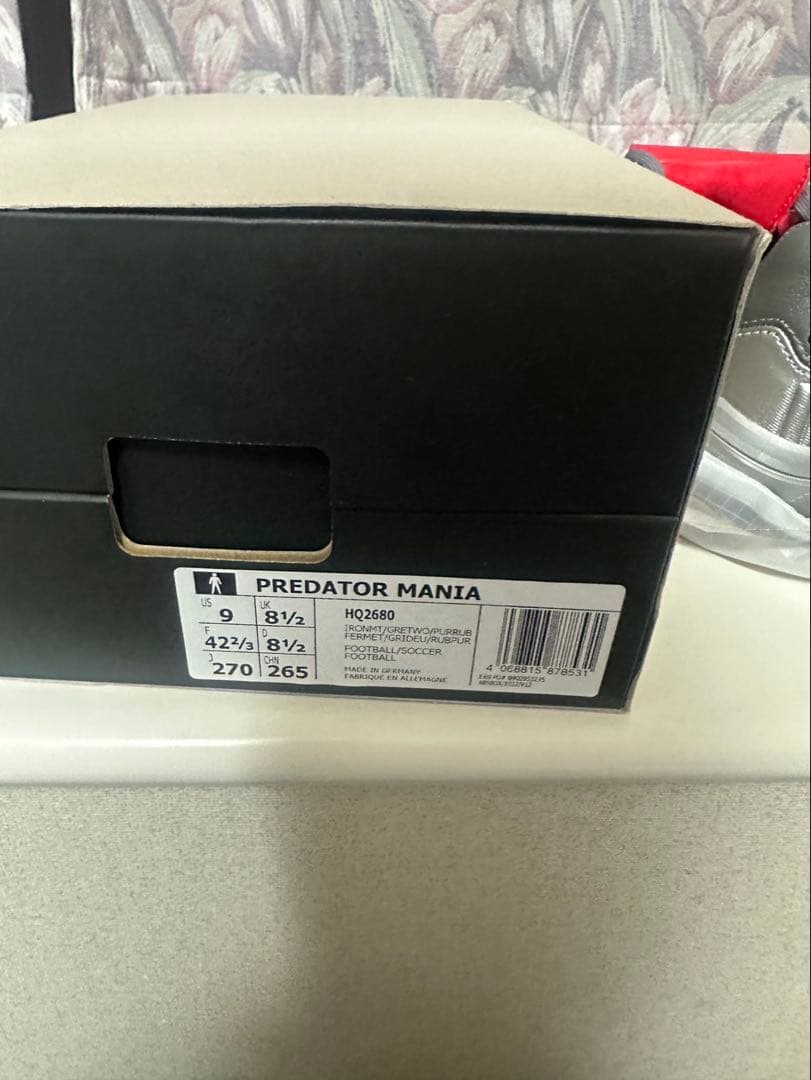 PREDATOR MANIA
US 9 UK 8½
F 42⅔ D 8½
J 270 CHN 265
HQ2680
IRONMT/GRETWO/PURRUB
FERMET/GRIDEU/RUBPUR
FOOTBALL/SOCCER
FOOTBALL
MADE IN GERMANY
FABRIQUÉ EN ALLEMAGNE
4 068815 878531